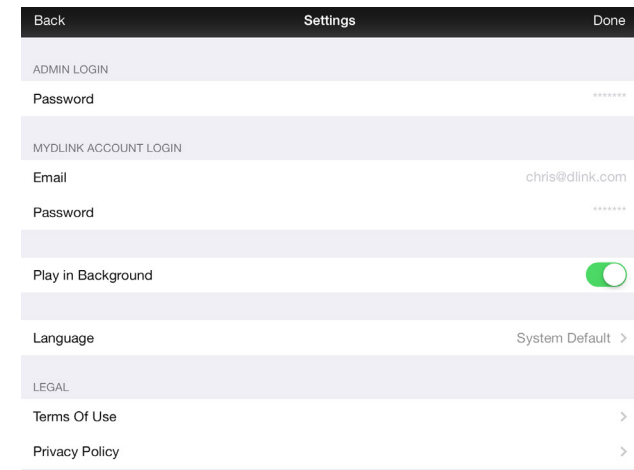 Back Settings Done
ADMIN LOGIN
Password *******
MYDLINK ACCOUNT LOGIN
Email chris@dlink.com
Password *******
Play in Background
Language System Default >
LEGAL
Terms Of Use >
Privacy Policy >